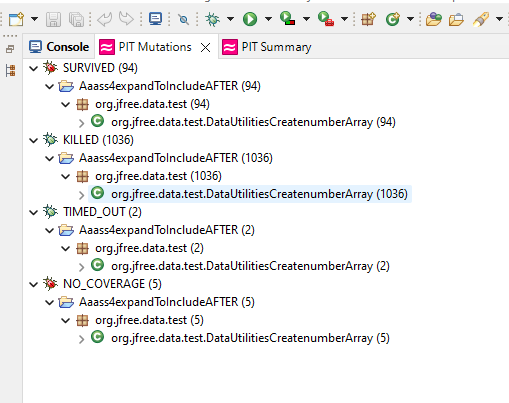 Console PIT Mutations PIT Summary
SURVIVED (94)
Aaass4expandToIncludeAFTER (94)
org.jfree.data.test (94)
org.jfree.data.test.DataUtilitiesCreatenumberArray (94)
KILLED (1036)
Aaass4expandToIncludeAFTER (1036)
org.jfree.data.test (1036)
org.jfree.data.test.DataUtilitiesCreatenumberArray (1036)
TIMED_OUT (2)
Aaass4expandToIncludeAFTER (2)
org.jfree.data.test (2)
org.jfree.data.test.DataUtilitiesCreatenumberArray (2)
NO_COVERAGE (5)
Aaass4expandToIncludeAFTER (5)
org.jfree.data.test (5)
org.jfree.data.test.DataUtilitiesCreatenumberArray (5)